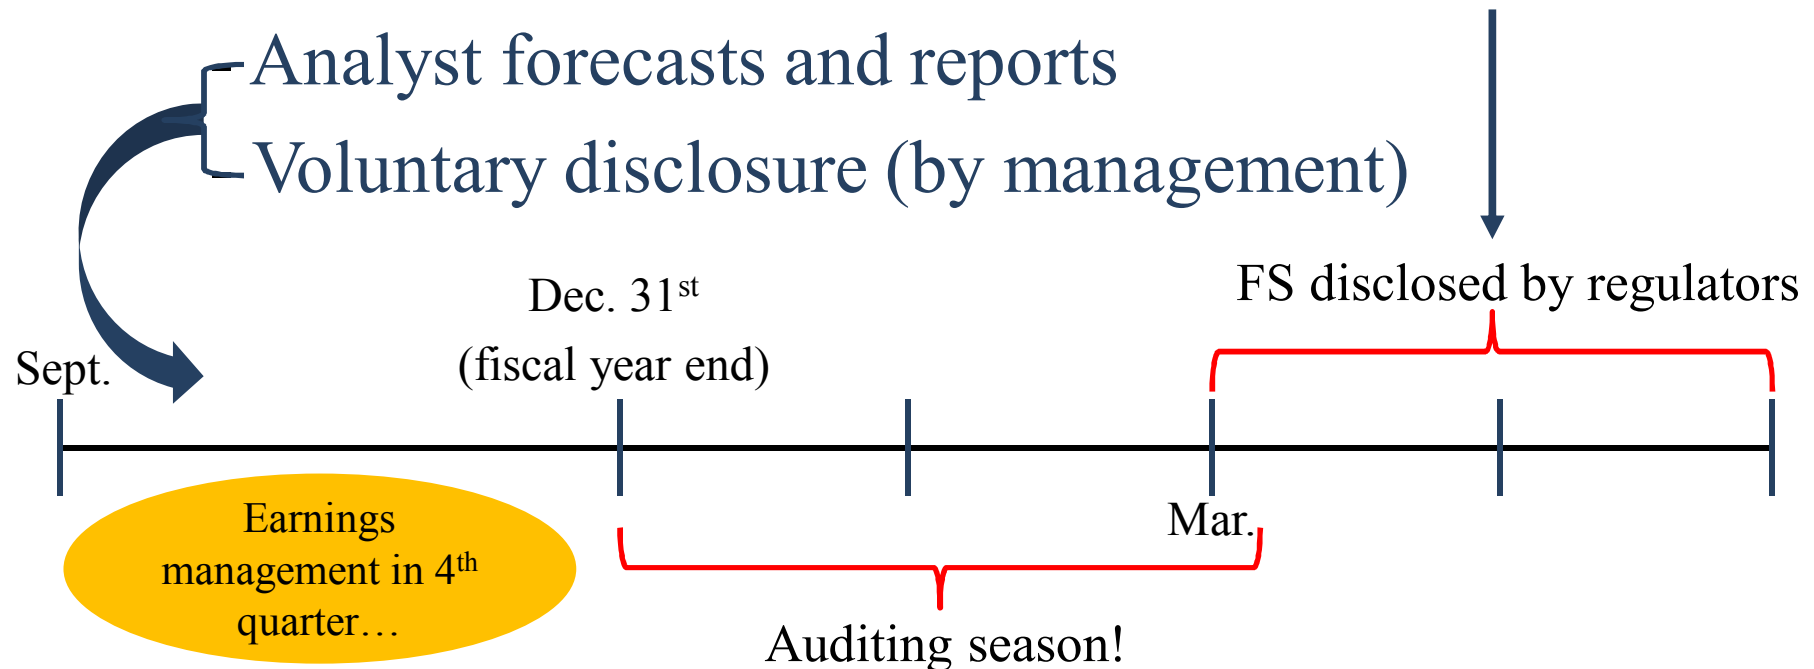 Analyst forecasts and reports
Voluntary disclosure (by management)
FS disclosed by regulators
Dec. 31st
(fiscal year end)
Sept.
Mar.
Earnings
management in 4th
quarter…
Auditing season!